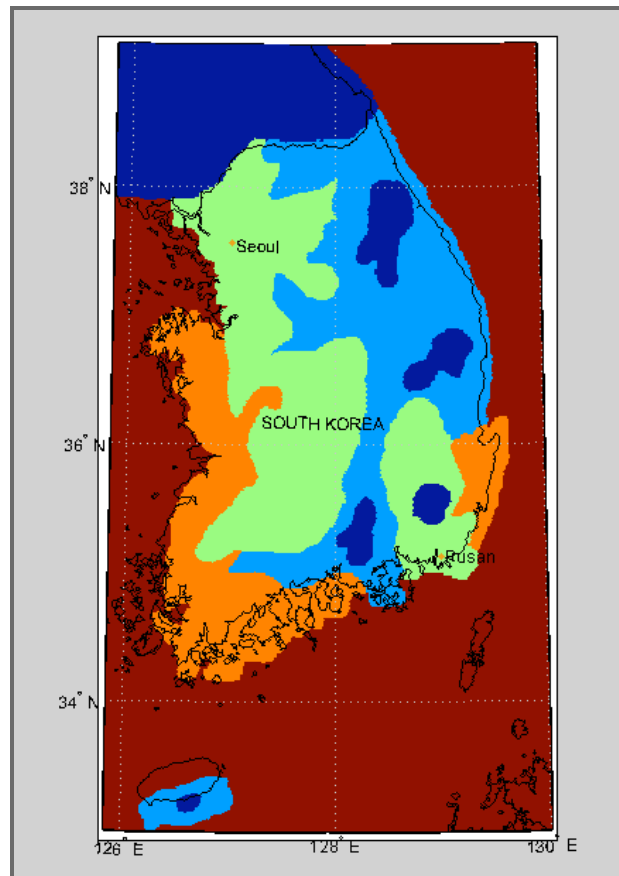 38° N
Seoul
SOUTH KOREA
36° N
Pusan
34° N
126° E
128° E
130° E